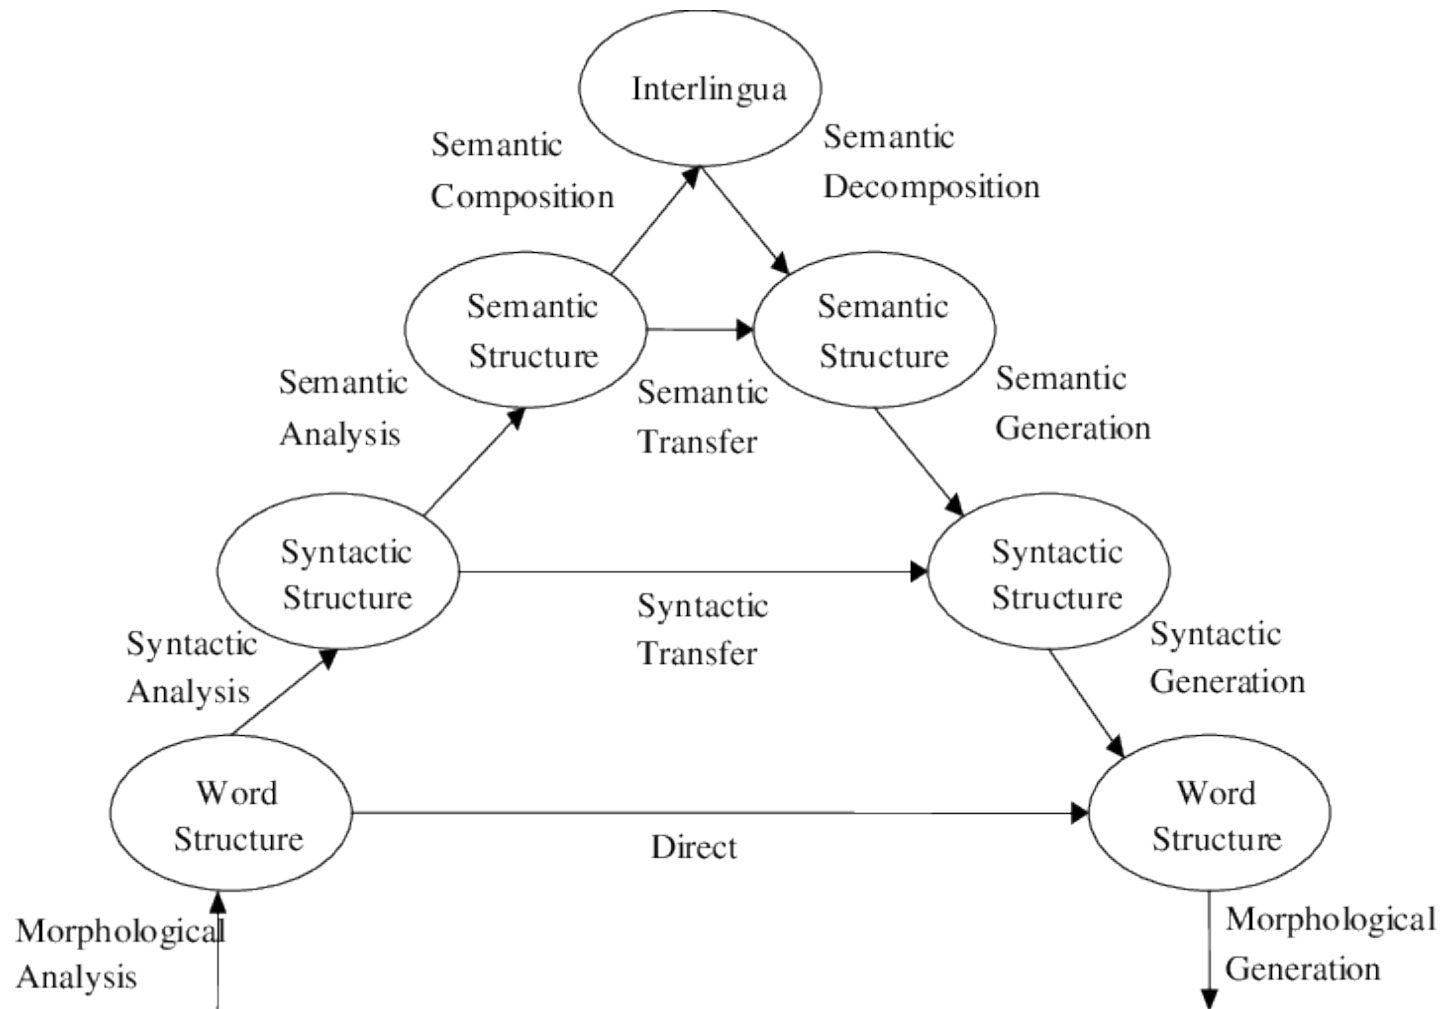 Interlingua
Semantic
Composition
Semantic
Decomposition
Semantic
Structure
Semantic
Structure
Semantic
Analysis
Semantic
Transfer
Semantic
Generation
Syntactic
Structure
Syntactic
Structure
Syntactic
Analysis
Syntactic
Transfer
Syntactic
Generation
Word
Structure
Word
Structure
Direct
Morphological
Analysis
Morphological
Generation